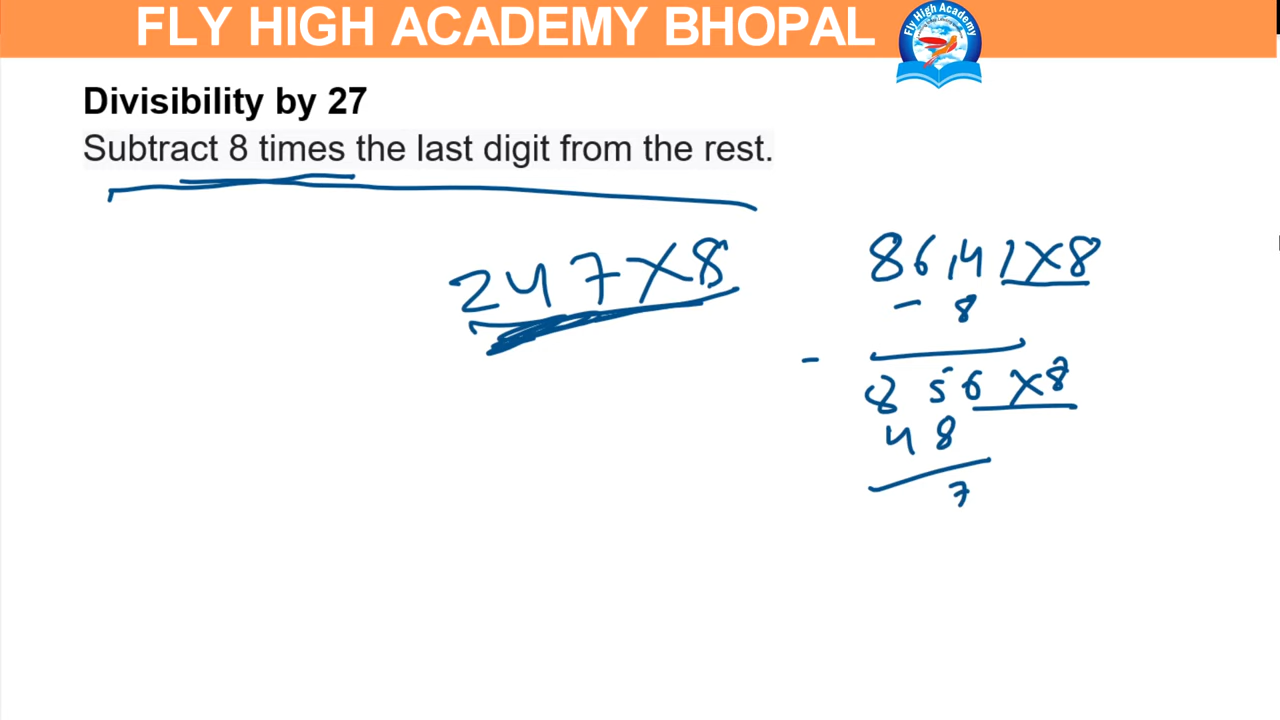 FLY HIGH ACADEMY BHOPAL
Fly High Academy
Divisibility by 27
Subtract 8 times the last digit from the rest.
247×8
8641×8
- 8
-
856 ×8
48
7